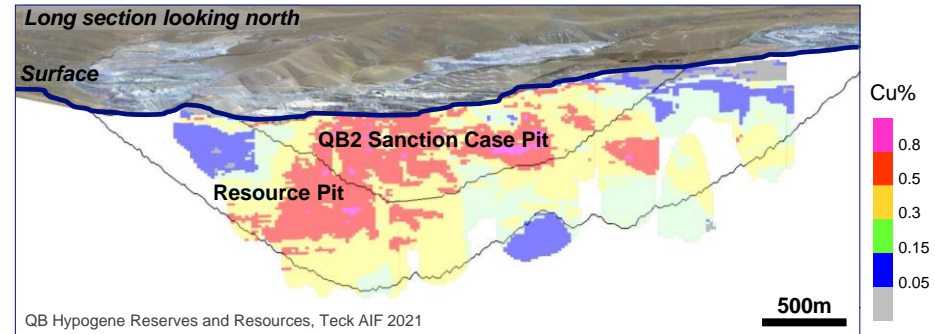 Long section looking north
Surface
QB2 Sanction Case Pit
Resource Pit
QB Hypogene Reserves and Resources, Teck AIF 2021
500m
Cu%
0.8
0.5
0.3
0.15
0.05